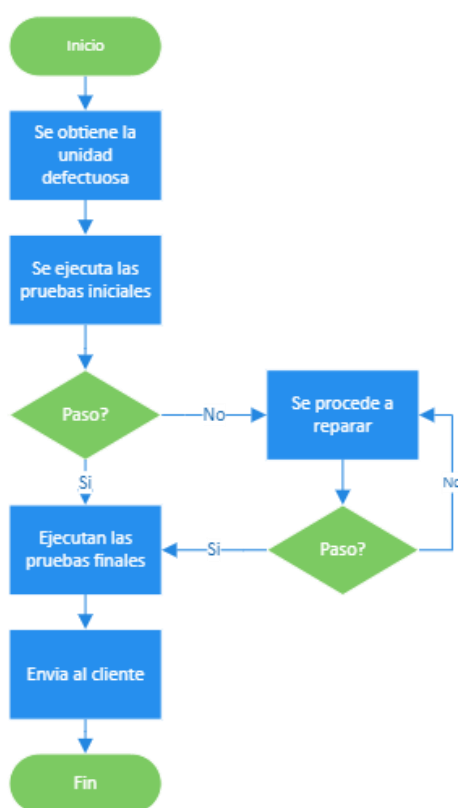 Inicio
Se obtiene la
unidad
defectuosa
Se ejecuta las
pruebas iniciales
Paso?
No
Se procede a
reparar
Si
No
Ejecutan las
pruebas finales
Si
Paso?
Envia al cliente
Fin